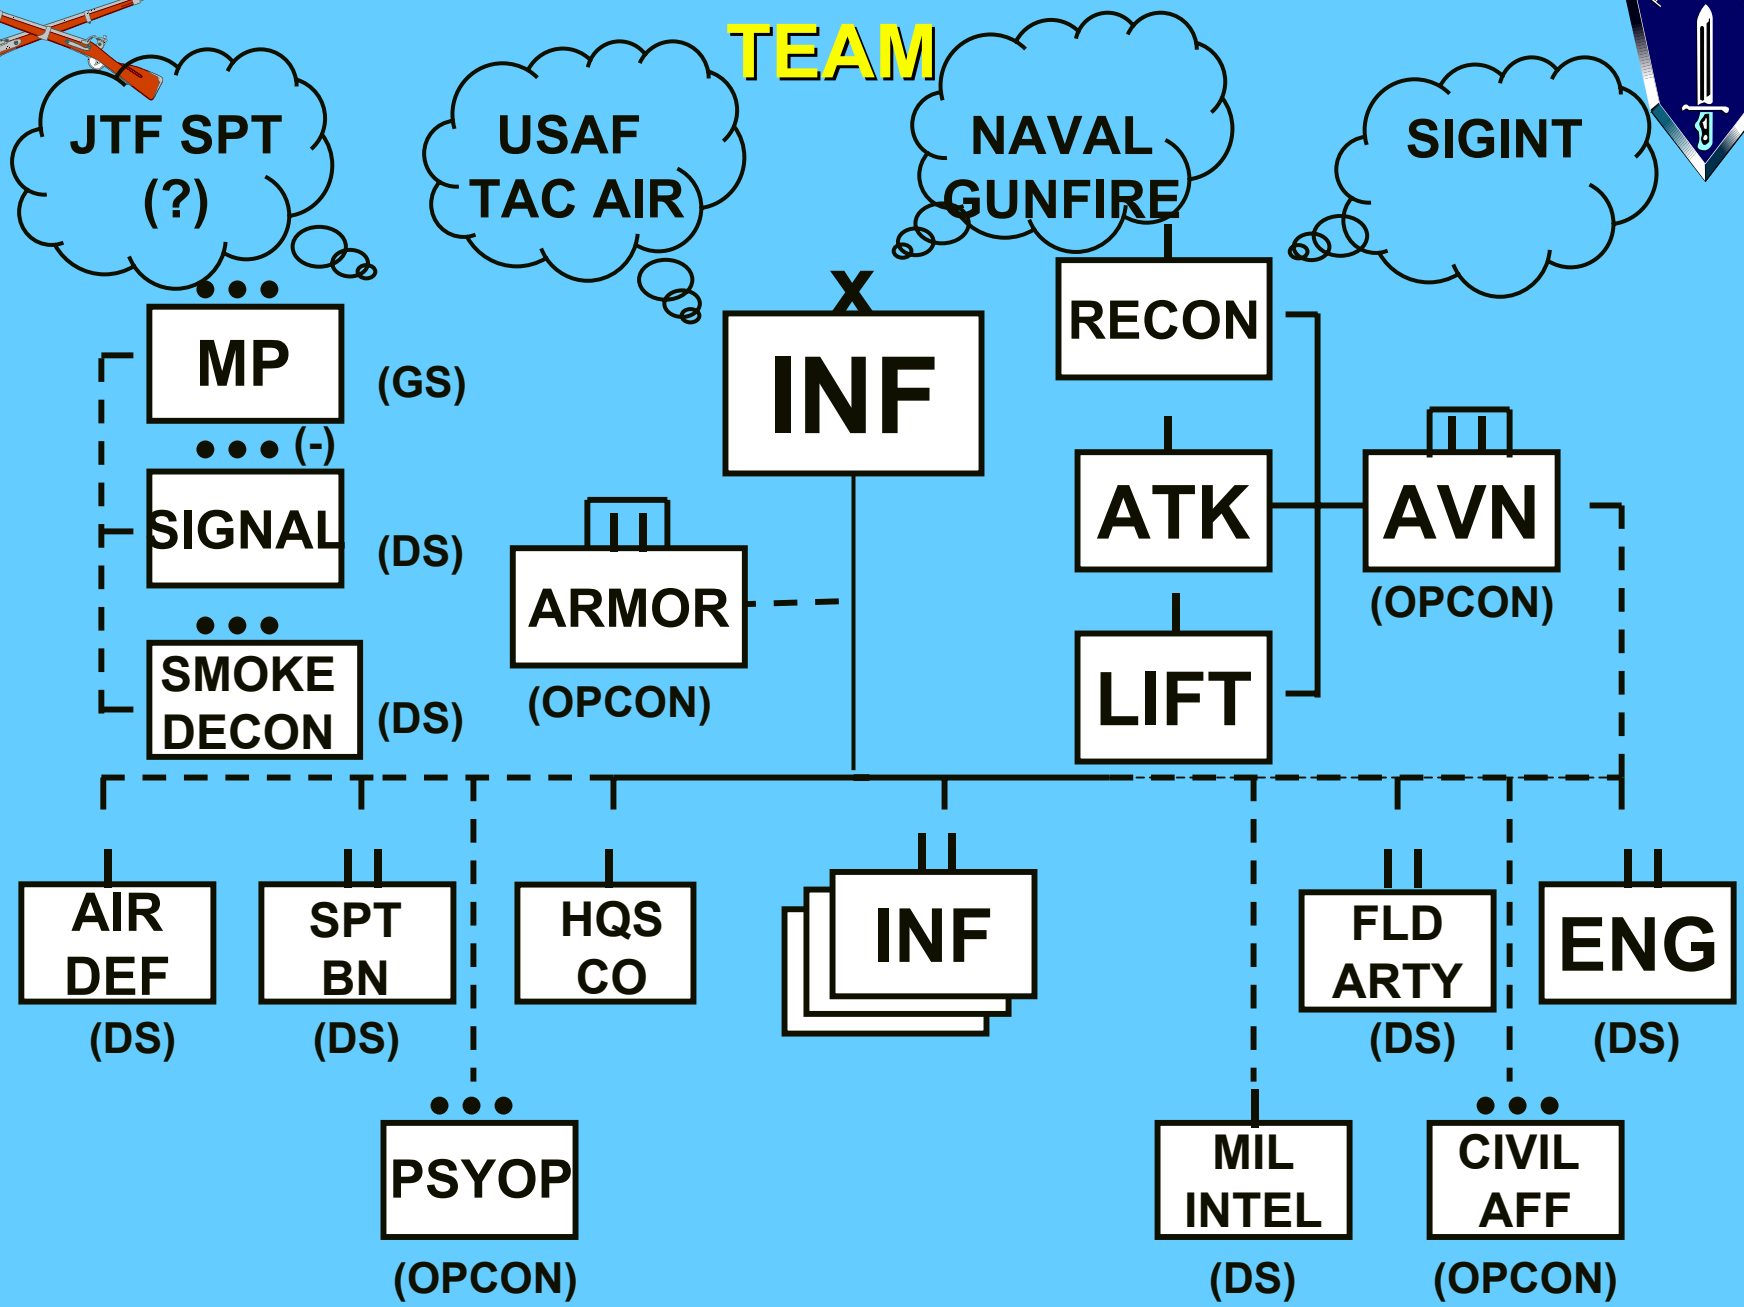 TEAM
JTF SPT
(?)
USAF
TAC AIR
NAVAL
GUNFIRE
SIGINT
MP
(GS)
(-)
SIGNAL
(DS)
SMOKE
DECON
(DS)
X
INF
ARMOR
(OPCON)
RECON
ATK
LIFT
AVN
(OPCON)
AIR
DEF
(DS)
SPT
BN
(DS)
HQS
CO
INF
FLD
ARTY
(DS)
ENG
(DS)
PSYOP
(OPCON)
MIL
INTEL
(DS)
CIVIL
AFF
(OPCON)